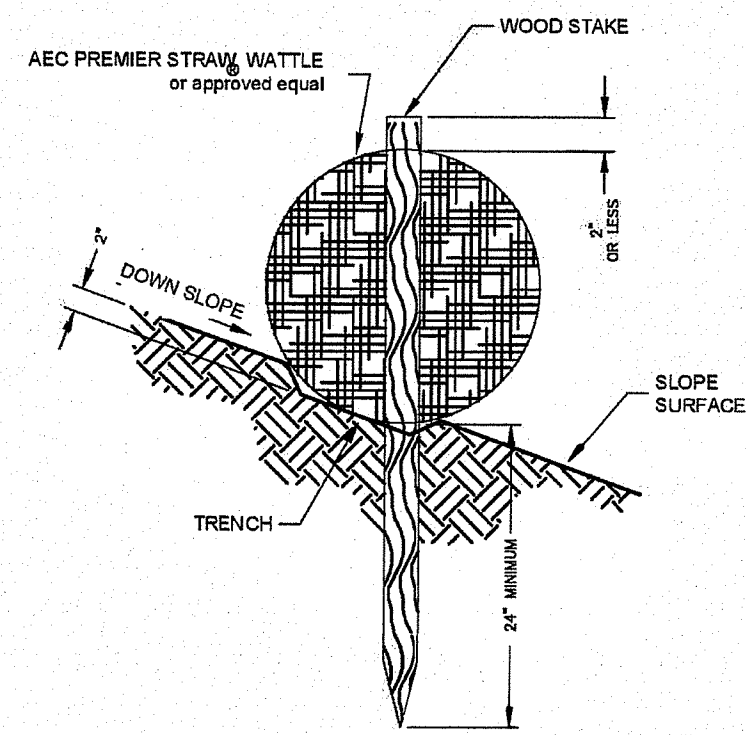 WOOD STAKE
AEC PREMIER STRAW® WATTLE
or approved equal
2"
OR LESS
2"
DOWN SLOPE
SLOPE
SURFACE
TRENCH
24" MINIMUM